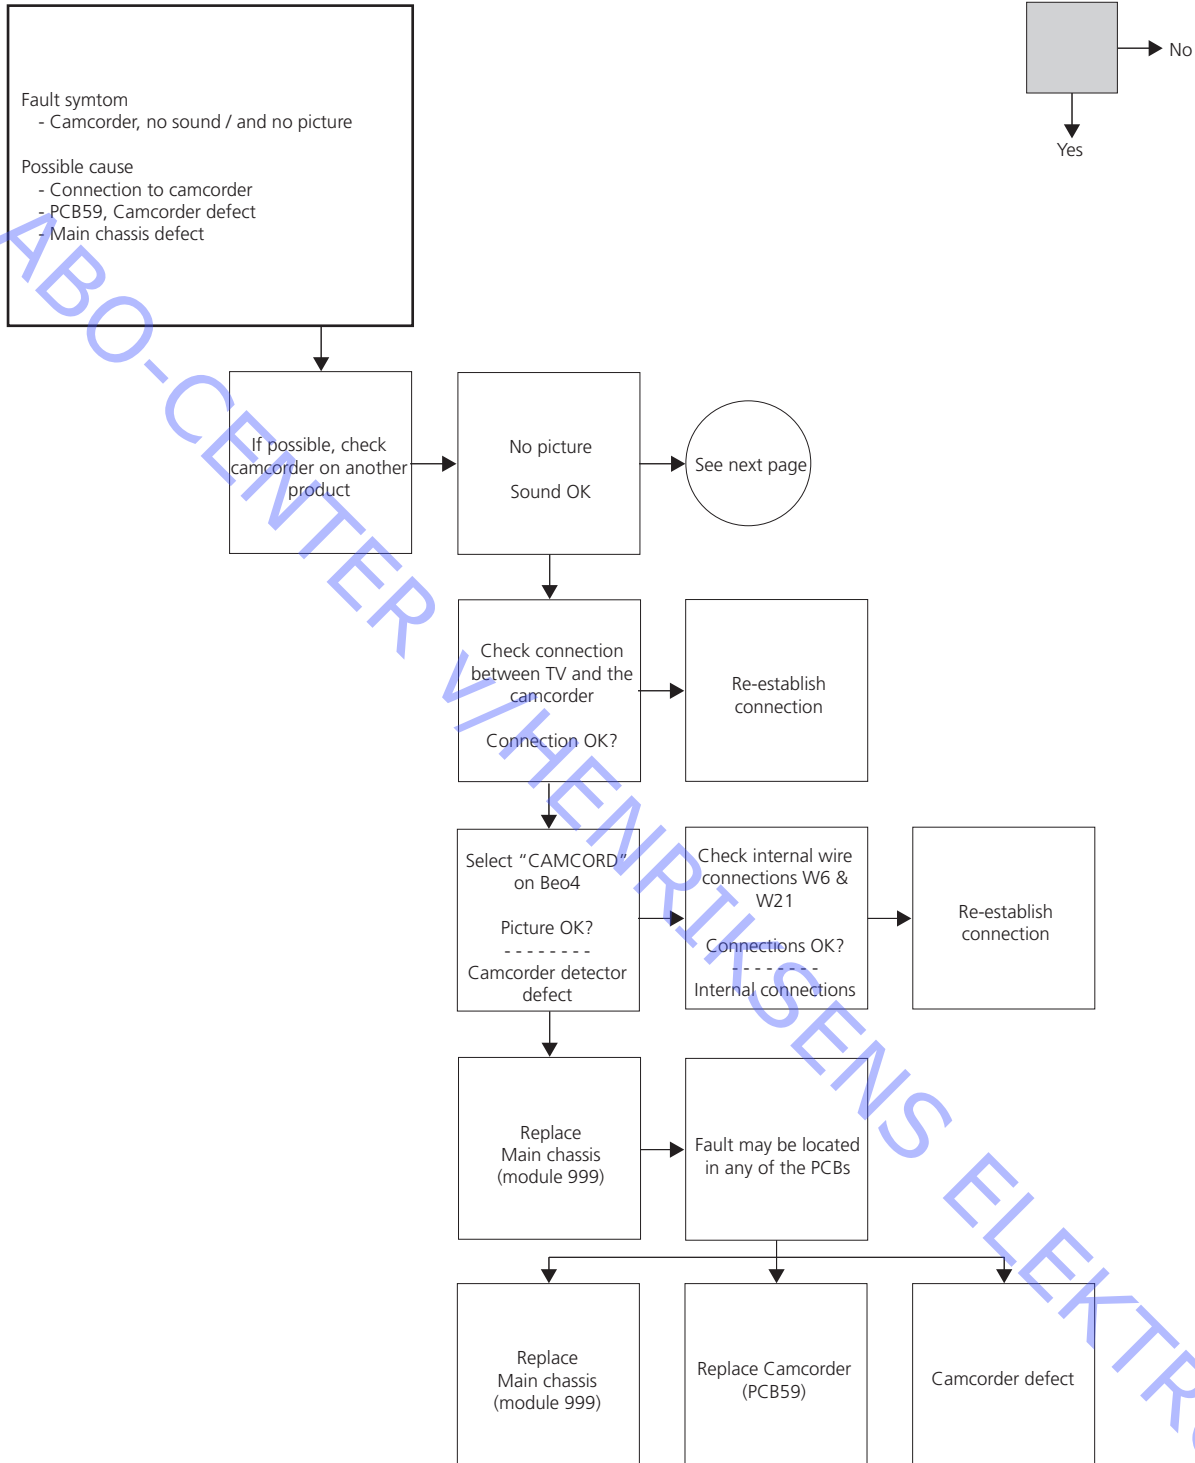 No
Yes
Fault symtom
- Camcorder, no sound / and no picture
Possible cause
- Connection to camcorder
- PCB59, Camcorder defect
- Main chassis defect
If possible, check
camcorder on another
product
No picture
Sound OK
See next page
Check connection
between TV and the
camcorder
Connection OK?
Re-establish
connection
Select “CAMCORD”
on Beo4
Picture OK?
- - - - - - - -
Camcorder detector
defect
Check internal wire
connections W6 &
W21
Connections OK?
- - - - - - - -
Internal connections
Re-establish
connection
Replace
Main chassis
(module 999)
Fault may be located
in any of the PCBs
Replace
Main chassis
(module 999)
Replace Camcorder
(PCB59)
Camcorder defect
ABO-CENTER V/HENRIKSENS ELEKTR